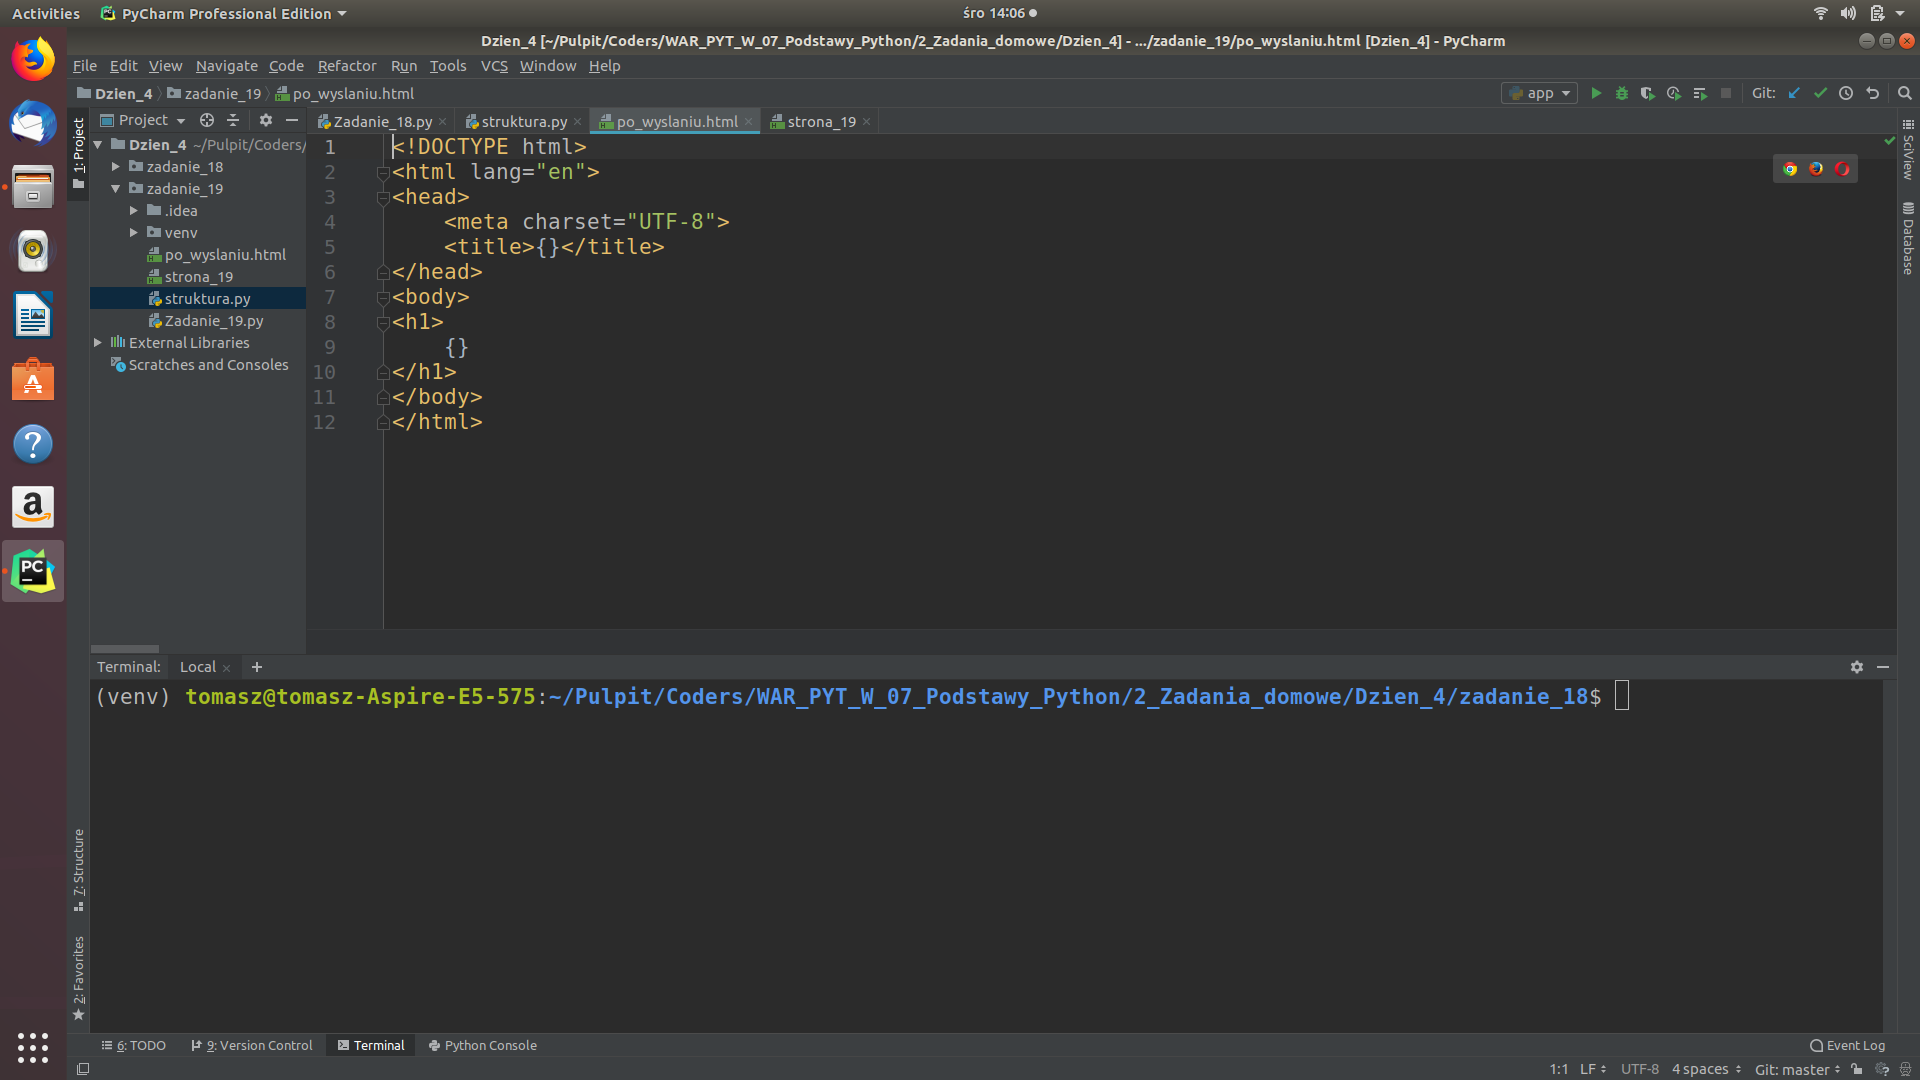 Activities PyCharm Professional Edition śro 14:06
Dzien_4 [~/Pulpit/Coders/WAR_PYT_W_07_Podstawy_Python/2_Zadania_domowe/Dzien_4] - .../zadanie_19/po_wyslaniu.html [Dzien_4] - PyCharm
File Edit View Navigate Code Refactor Run Tools VCS Window Help
Dzien_4 zadanie_19 po_wyslaniu.html app Git:
Project Zadanie_18.py struktura.py po_wyslaniu.html strona_19
1: Project
Dzien_4 ~/Pulpit/Coders/
zadanie_18
zadanie_19
.idea
venv
po_wyslaniu.html
strona_19
struktura.py
Zadanie_19.py
External Libraries
Scratches and Consoles
1 <!DOCTYPE html>
2 <html lang="en">
3 <head>
4 <meta charset="UTF-8">
5 <title>{}</title>
6 </head>
7 <body>
8 <h1>
9 {}
10 </h1>
11 </body>
12 </html>
SciView
Database
Terminal: Local +
(venv) tomasz@tomasz-Aspire-E5-575:~/Pulpit/Coders/WAR_PYT_W_07_Podstawy_Python/2_Zadania_domowe/Dzien_4/zadanie_18$
7: Structure
2: Favorites
6: TODO 9: Version Control Terminal Python Console Event Log
1:1 LF UTF-8 4 spaces Git: master
a
PC